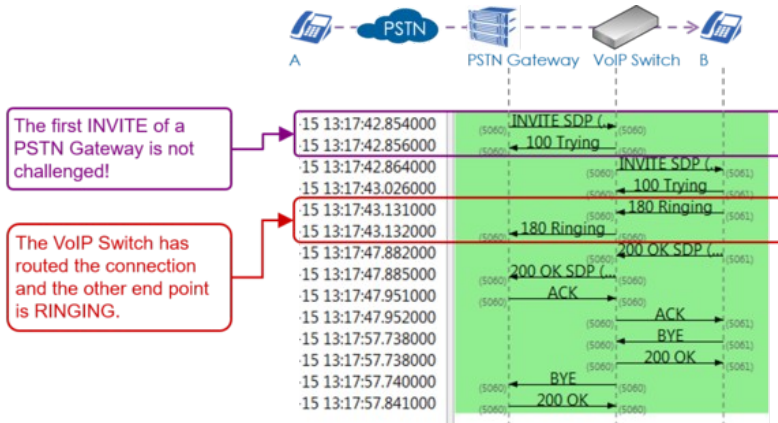 PSTN
A
PSTN Gateway
VoIP Switch
B
The first INVITE of a
PSTN Gateway is not
challenged!
The VoIP Switch has
routed the connection
and the other end point
is RINGING.
·15 13:17:42.854000 (5060) INVITE SDP (... (5060)
·15 13:17:42.856000 (5060) 100 Trying (5060)
·15 13:17:42.864000 (5060) INVITE SDP (... (5061)
·15 13:17:43.026000 (5060) 100 Trying (5061)
·15 13:17:43.131000 (5060) 180 Ringing (5061)
·15 13:17:43.132000 (5060) 180 Ringing (5060)
·15 13:17:47.882000 (5060) 200 OK SDP (... (5061)
·15 13:17:47.885000 (5060) 200 OK SDP (... (5060)
·15 13:17:47.951000 (5060) ACK (5060)
·15 13:17:47.952000 (5060) ACK (5061)
·15 13:17:57.738000 (5060) BYE (5061)
·15 13:17:57.738000 (5060) 200 OK (5061)
·15 13:17:57.740000 (5060) BYE (5060)
·15 13:17:57.841000 (5060) 200 OK (5060)